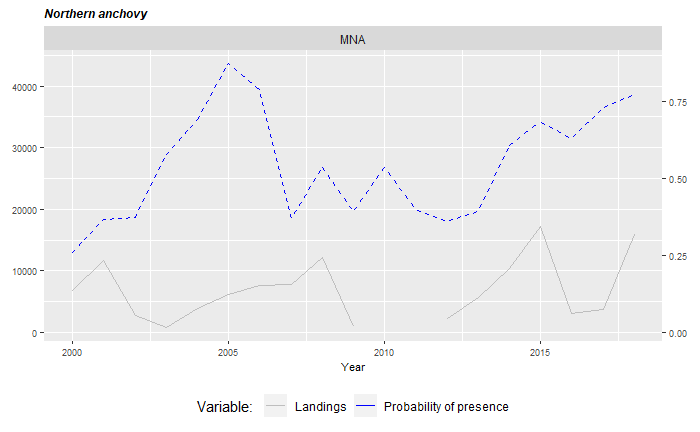 Northern anchovy
MNA
40000
30000
20000
10000
0
0.75
0.50
0.25
0.00
2000 2005 2010 2015
Year
Variable: Landings Probability of presence